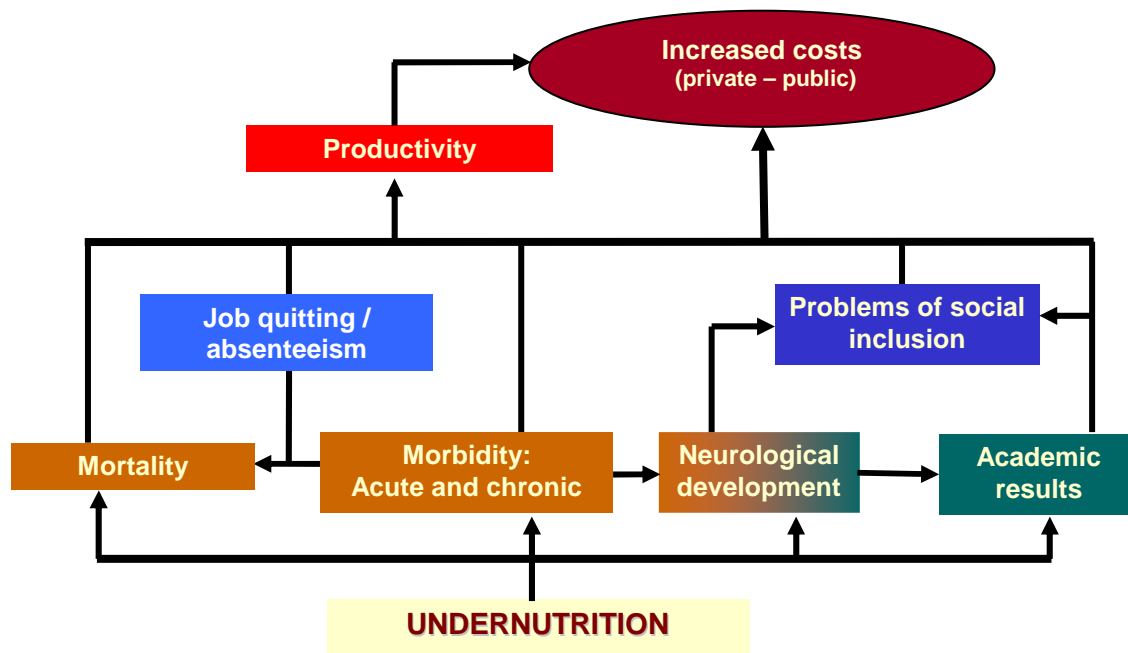 Increased costs
(private – public)
Productivity
Job quitting /
absenteeism
Problems of social
inclusion
Mortality
Morbidity:
Acute and chronic
Neurological
development
Academic
results
UNDERNUTRITION